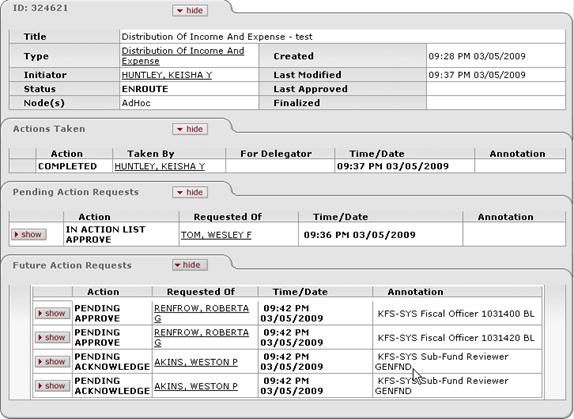 ID: 324621
hide
Title Distribution Of Income And Expense - test
Type Distribution Of Income And Expense Created 09:28 PM 03/05/2009
Initiator HUNTLEY, KEISHA Y Last Modified 09:37 PM 03/05/2009
Status ENROUTE Last Approved
Node(s) AdHoc Finalized
Actions Taken hide
Action Taken By For Delegator Time/Date Annotation
COMPLETED HUNTLEY, KEISHA Y 09:37 PM 03/05/2009
Pending Action Requests hide
Action Requested Of Time/Date Annotation
show IN ACTION LIST APPROVE TOM, WESLEY F 09:36 PM 03/05/2009
Future Action Requests hide
Action Requested Of Time/Date Annotation
show PENDING APPROVE RENFROW, ROBERTA G 09:42 PM 03/05/2009 KFS-SYS Fiscal Officer 1031400 BL
show PENDING APPROVE RENFROW, ROBERTA G 09:42 PM 03/05/2009 KFS-SYS Fiscal Officer 1031420 BL
show PENDING ACKNOWLEDGE AKINS, WESTON P 09:42 PM 03/05/2009 KFS-SYS Sub-Fund Reviewer GENFND
show PENDING ACKNOWLEDGE AKINS, WESTON P 09:42 PM 03/05/2009 KFS-SYS Sub-Fund Reviewer GENFND